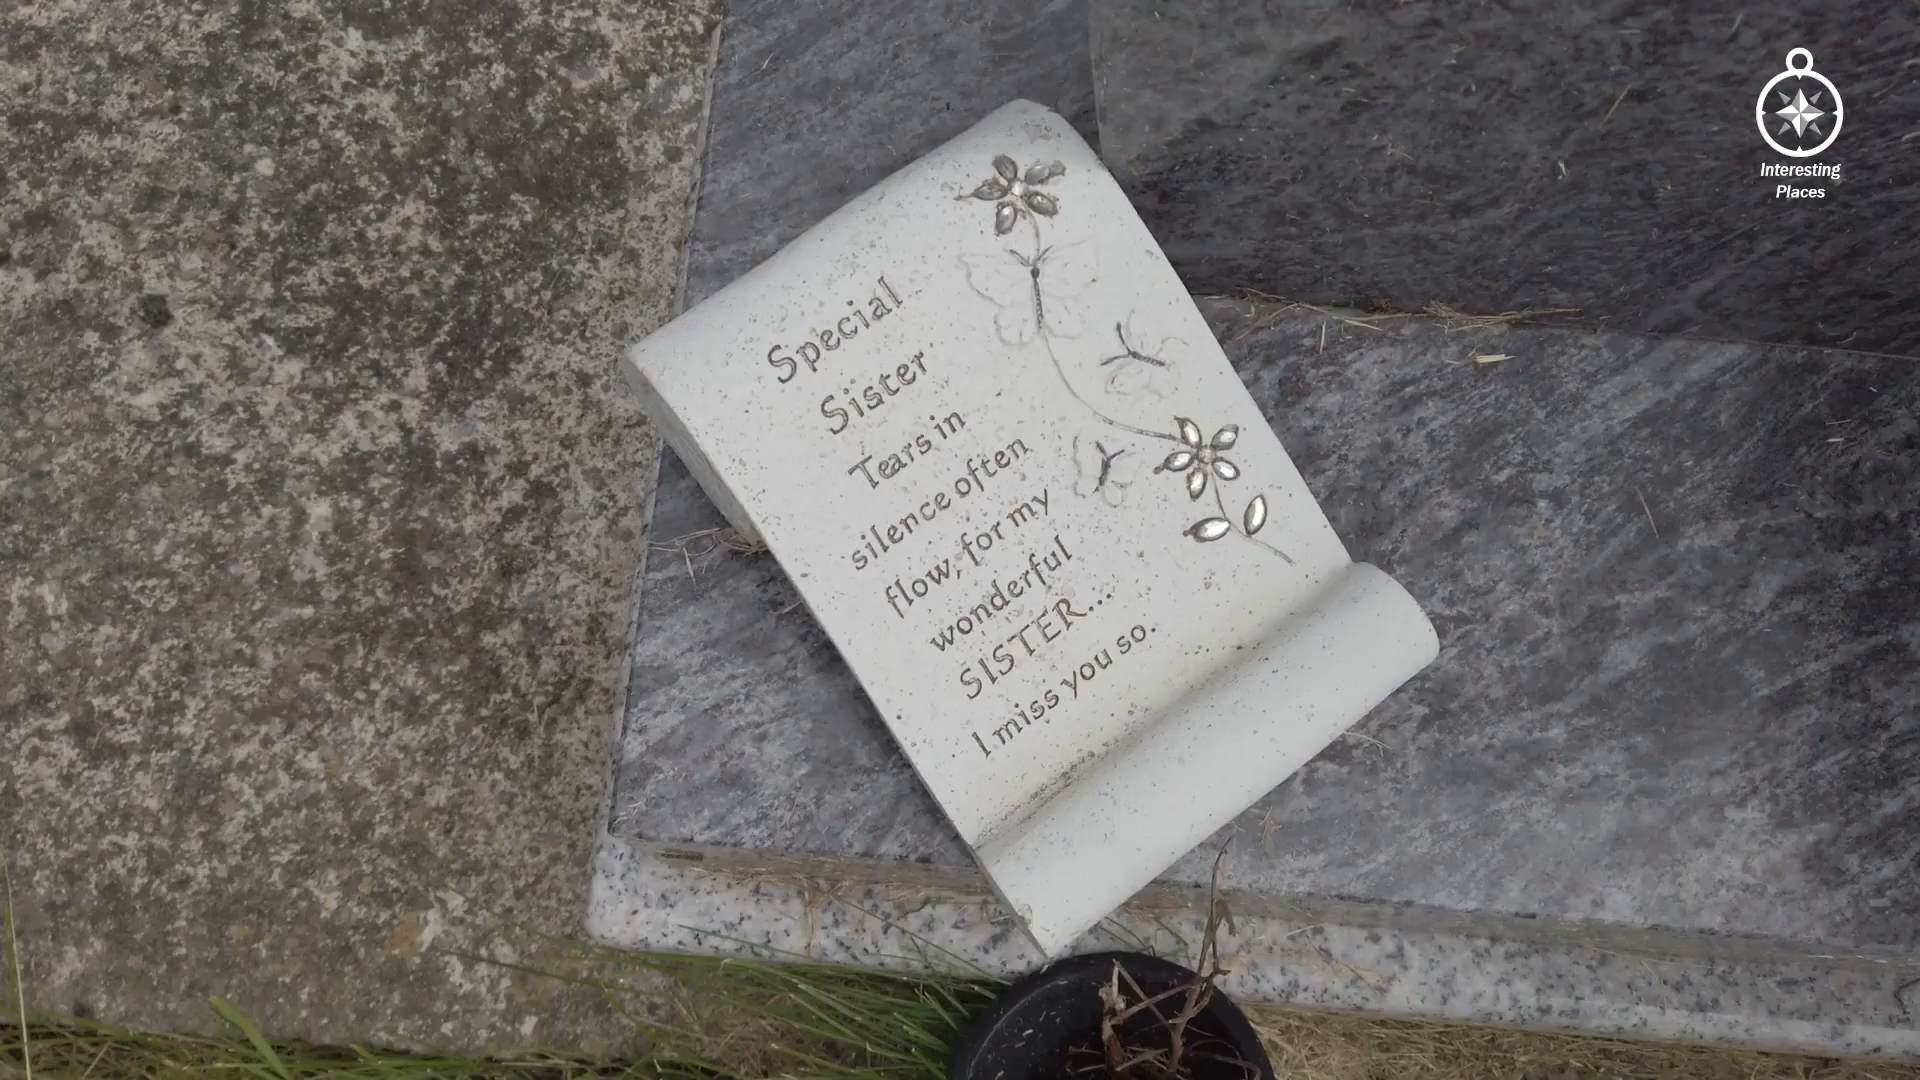 Special
Sister
Tears in
silence often
flow, for my
wonderful
SISTER...
I miss you so.
Interesting
Places